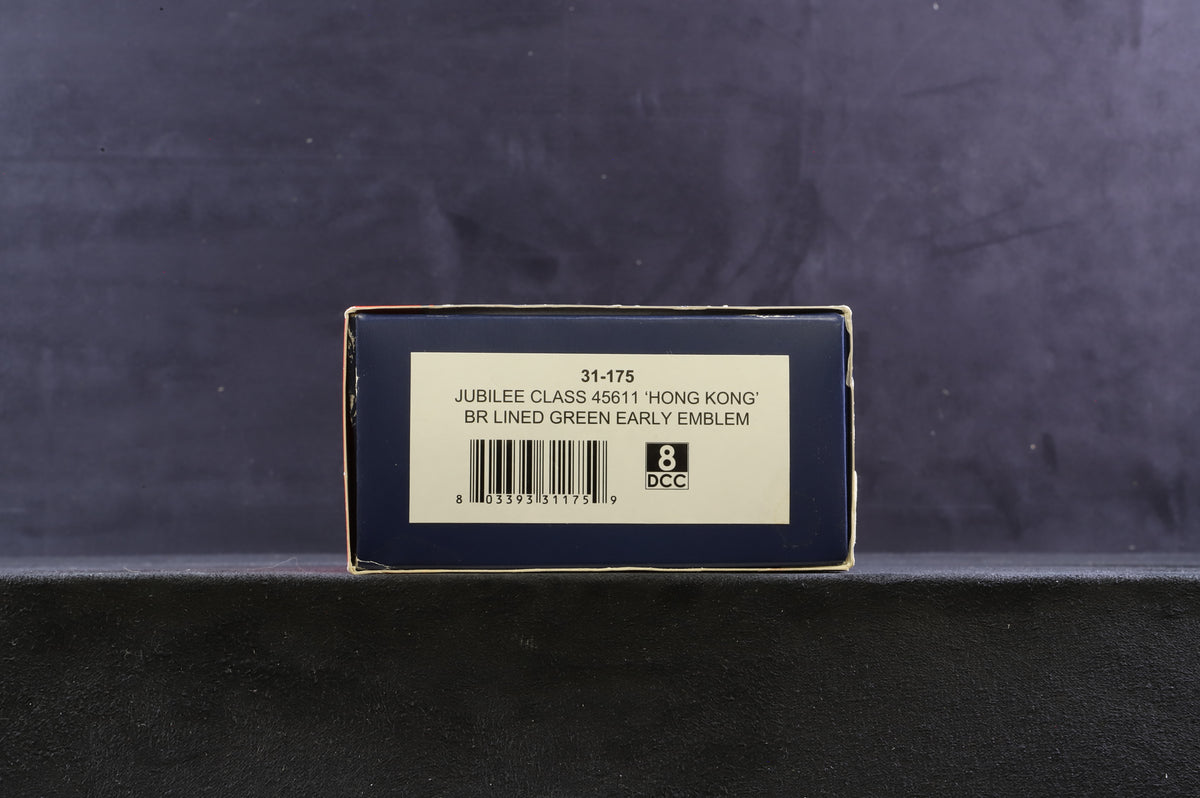 31-175
JUBILEE CLASS 45611 ‘HONG KONG’
BR LINED GREEN EARLY EMBLEM
8
DCC
8 03393 31175 9